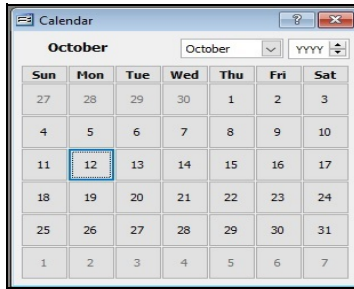 Calendar
October October YYYY
Sun Mon Tue Wed Thu Fri Sat
27 28 29 30 1 2 3
4 5 6 7 8 9 10
11 12 13 14 15 16 17
18 19 20 21 22 23 24
25 26 27 28 29 30 31
1 2 3 4 5 6 7